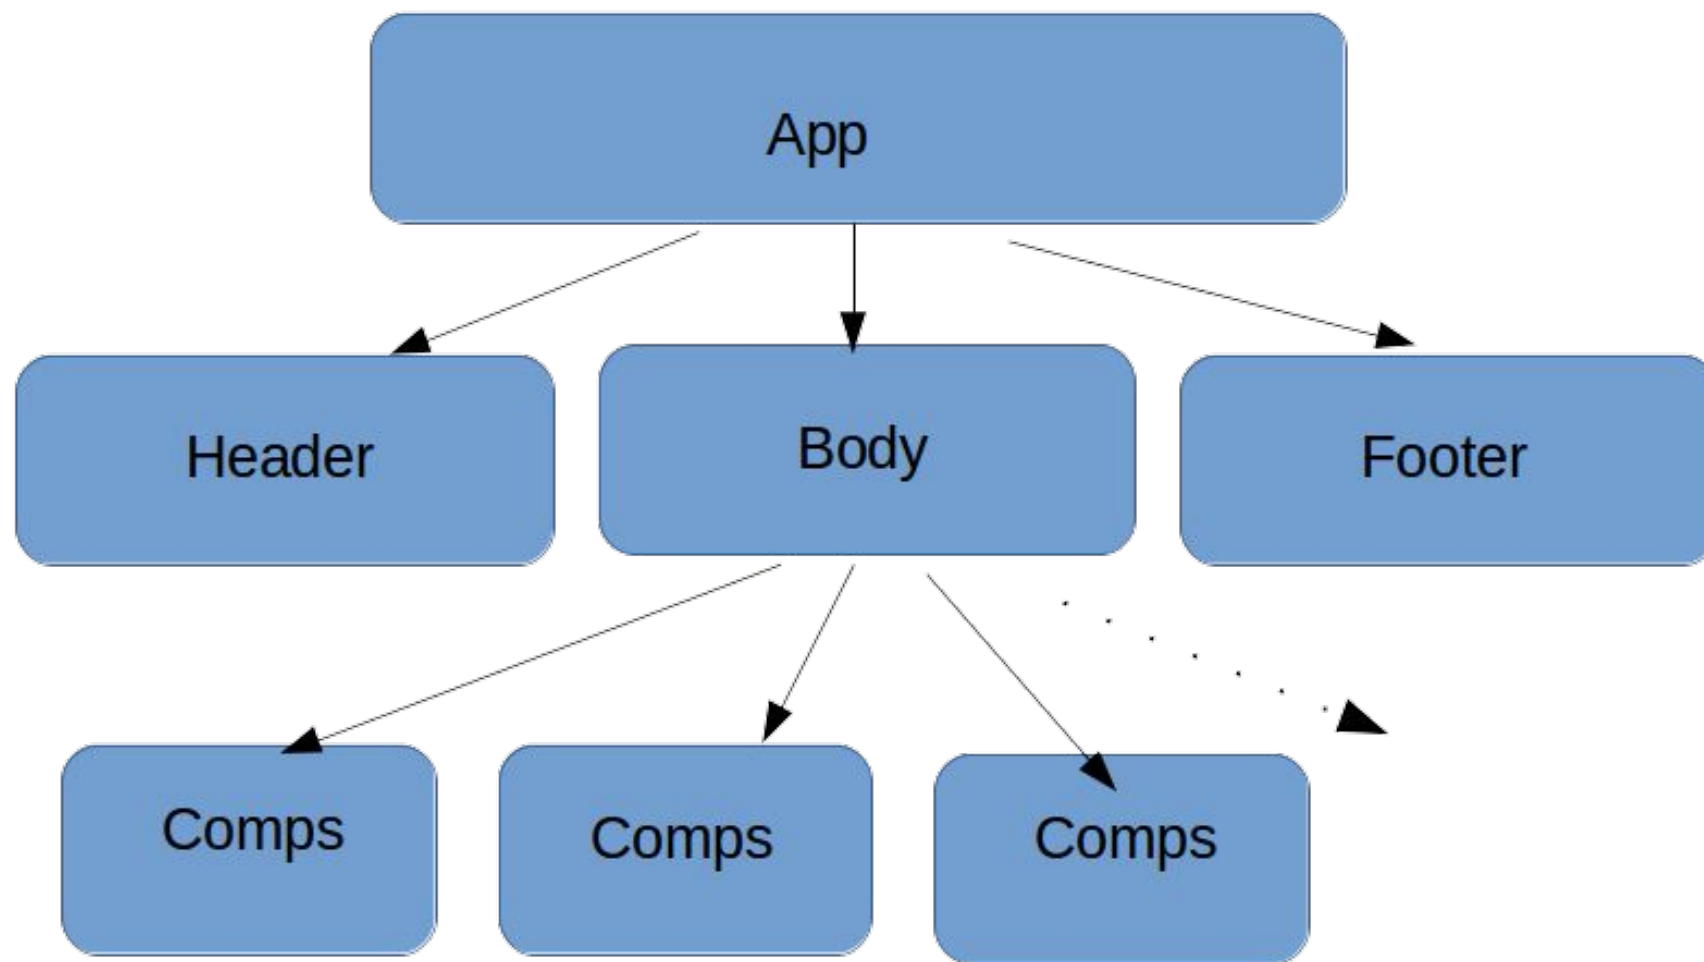 App
Header
Body
Footer
Comps
Comps
Comps